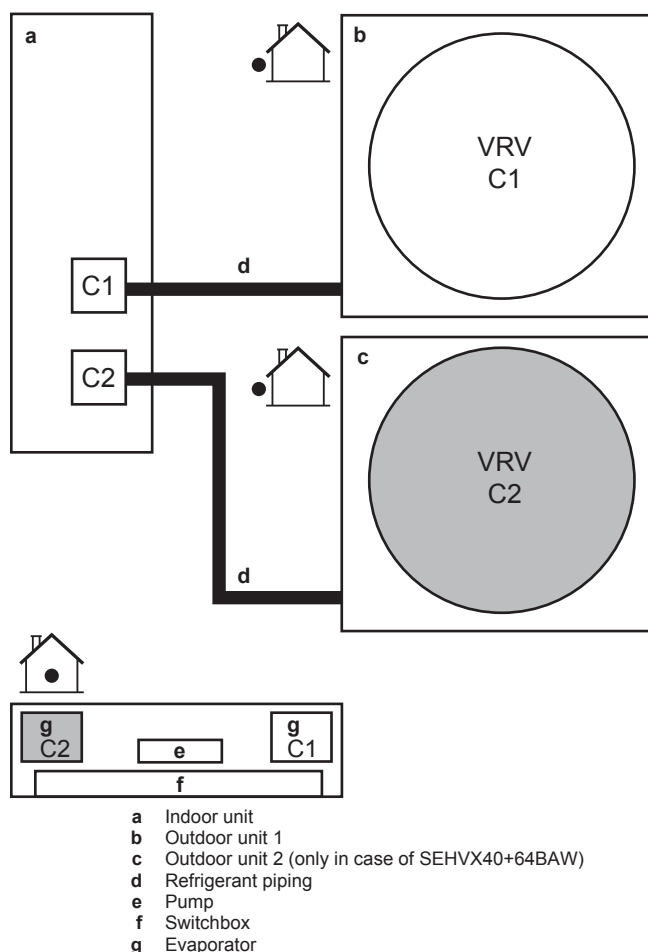 a
b
VRV
C1
C1
d
C2
c
VRV
C2
d
g
C2
e
g
C1
f
a Indoor unit
b Outdoor unit 1
c Outdoor unit 2 (only in case of SEHVX40+64BAW)
d Refrigerant piping
e Pump
f Switchbox
g Evaporator